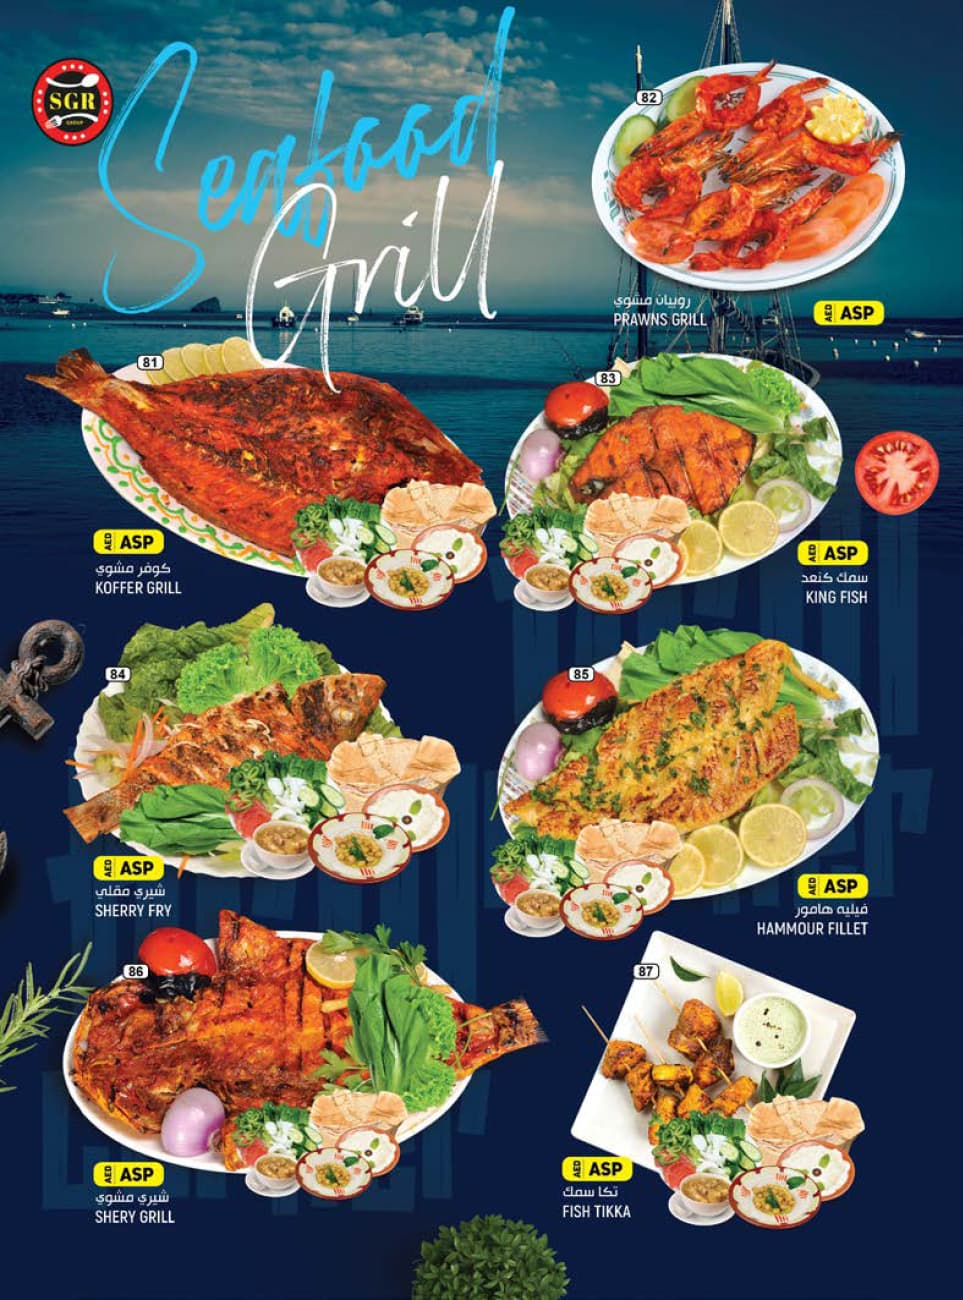 SGR
GROUP
Seafood
Grill
82
روبيان مشوي
PRAWNS GRILL
AED ASP
81
AED ASP
كوفر مشوي
KOFFER GRILL
83
AED ASP
سمك كنعد
KING FISH
84
AED ASP
شيري مقلي
SHERRY FRY
85
AED ASP
فيليه هامور
HAMMOUR FILLET
86
AED ASP
شيري مشوي
SHERY GRILL
87
AED ASP
تكا سمك
FISH TIKKA